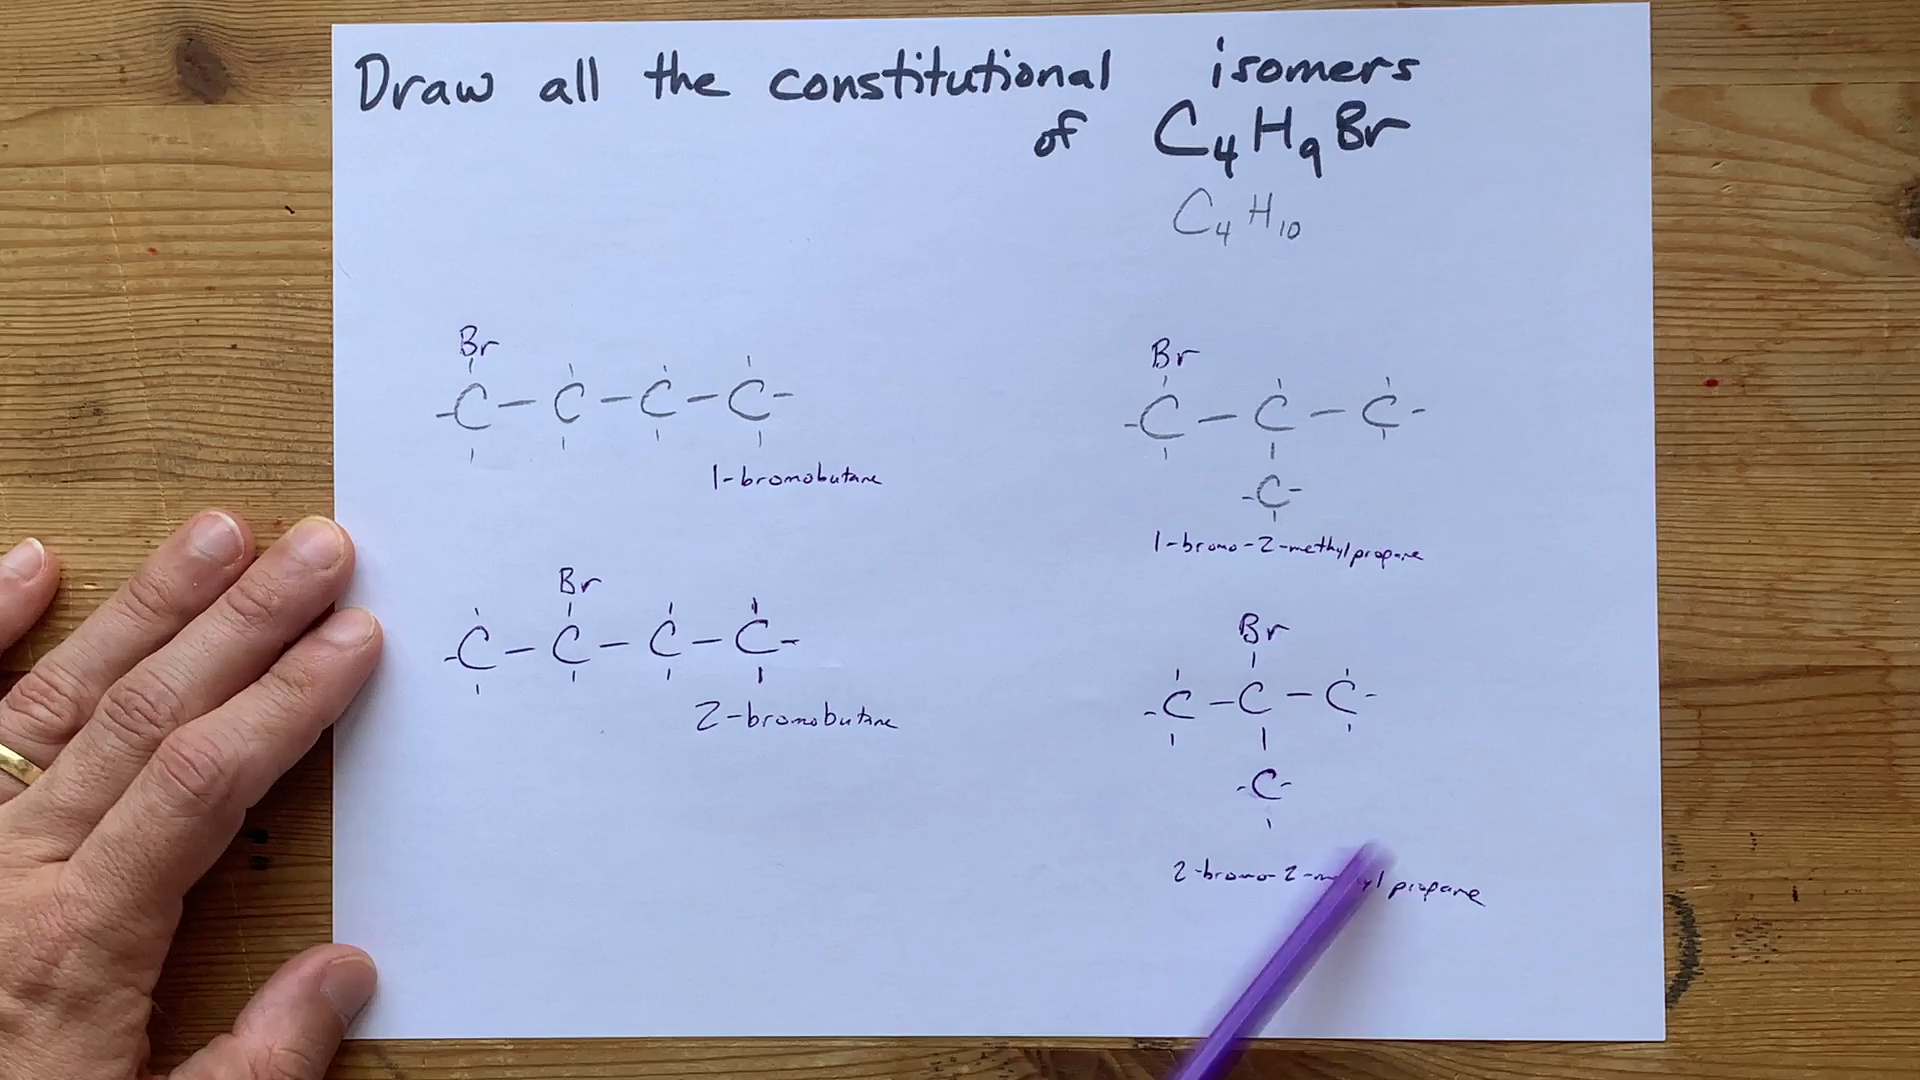 Draw all the constitutional isomers
of C₄H₉Br
C₄H₁₀
Br
-C-C-C-C-
1-bromobutane
Br
-C-C-C-C-
2-bromobutane
Br
-C-C-C-
-C-
1-bromo-2-methylpropane
Br
-C-C-C-
-C-
2-bromo-2- propane